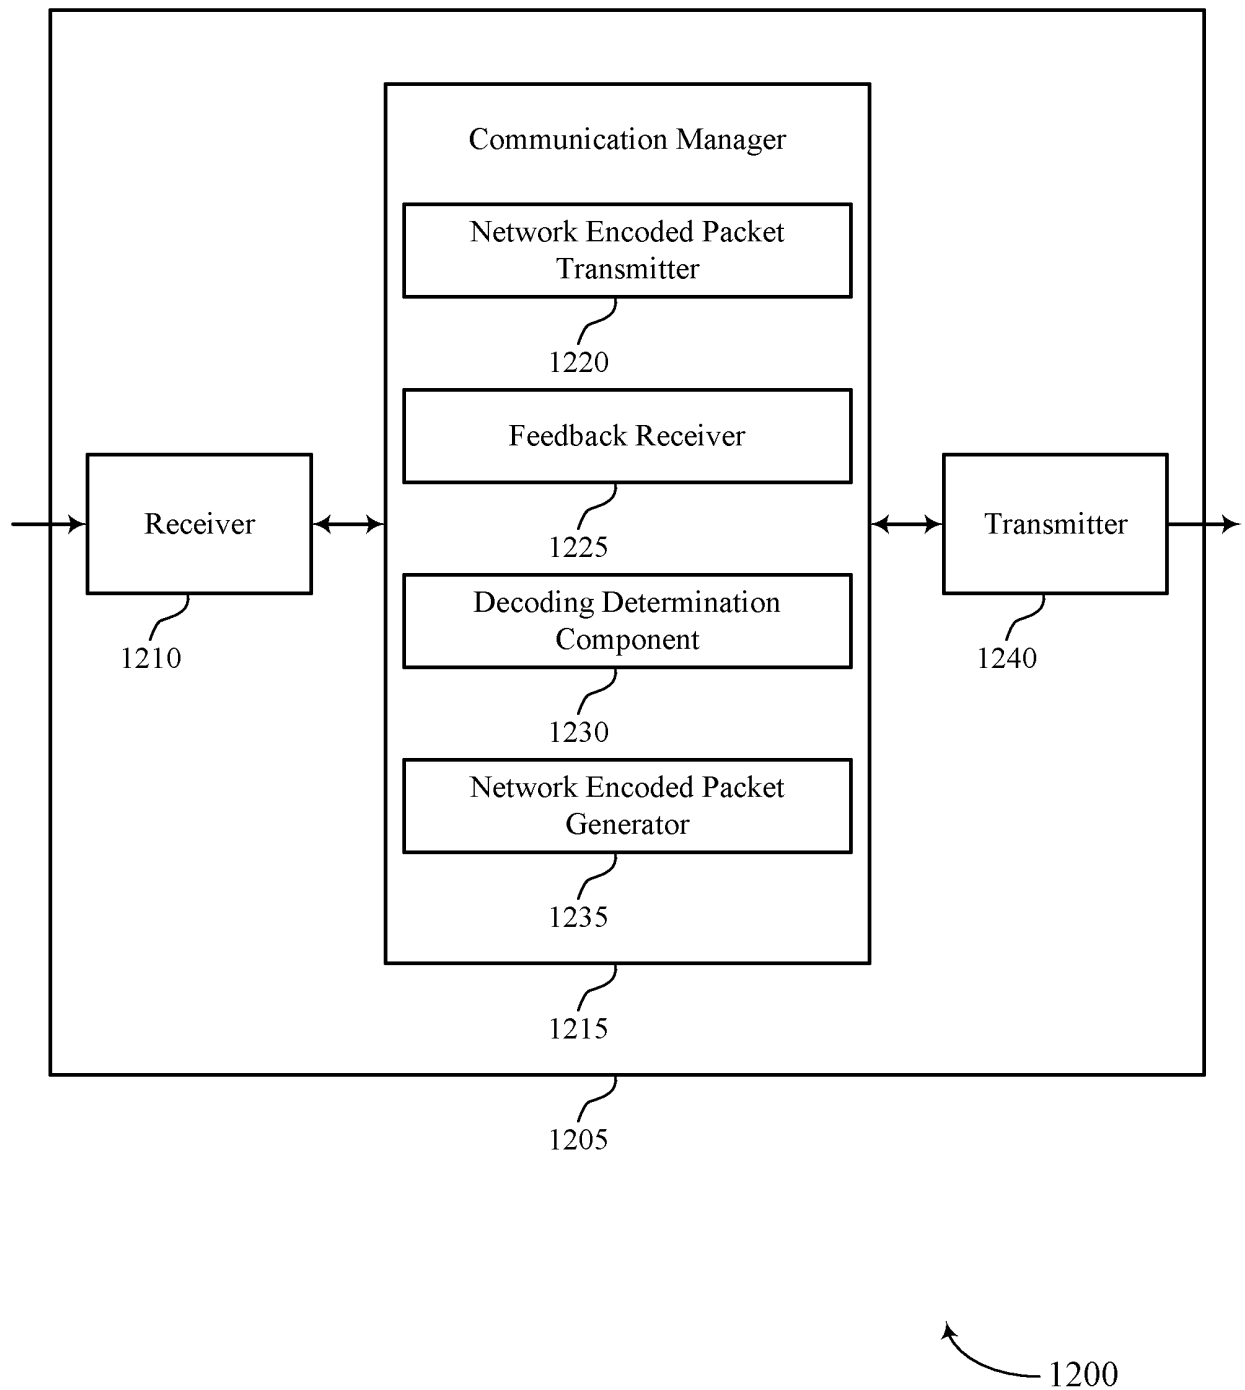 Communication Manager
Network Encoded Packet
Transmitter
1220
Feedback Receiver
1225
Receiver
1210
Transmitter
1240
Decoding Determination
Component
1230
Network Encoded Packet
Generator
1235
1215
1205
1200